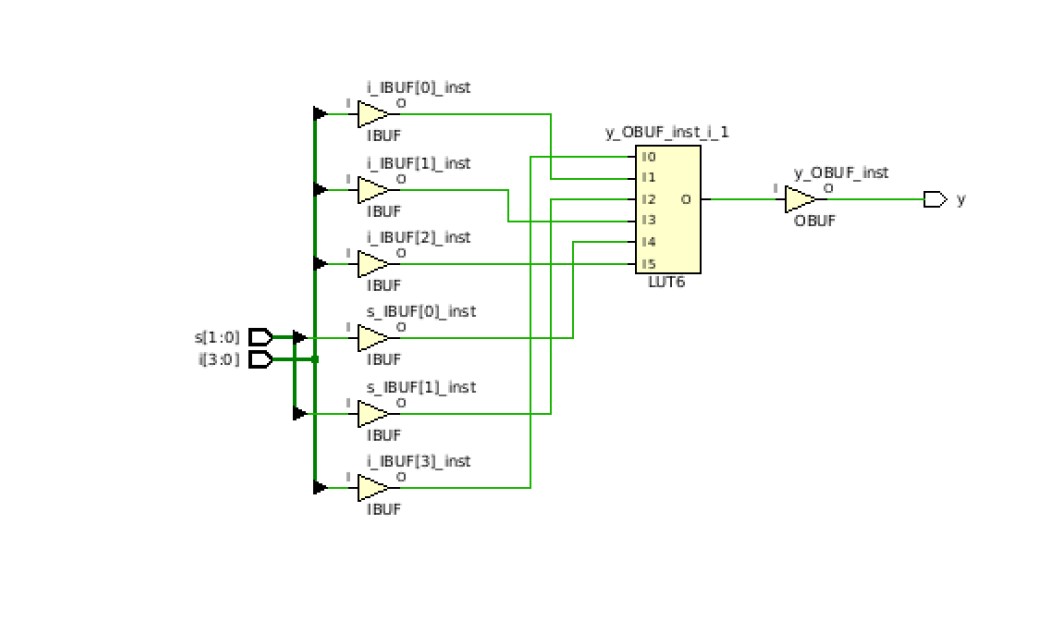 i_IBUF[0]_inst
I
O
IBUF
i_IBUF[1]_inst
I
O
IBUF
i_IBUF[2]_inst
I
O
IBUF
s_IBUF[0]_inst
I
O
IBUF
s_IBUF[1]_inst
I
O
IBUF
i_IBUF[3]_inst
I
O
IBUF
s[1:0]
i[3:0]
y_OBUF_inst_i_1
I0
I1
I2
I3
I4
I5
O
LUT6
y_OBUF_inst
I
O
OBUF
y